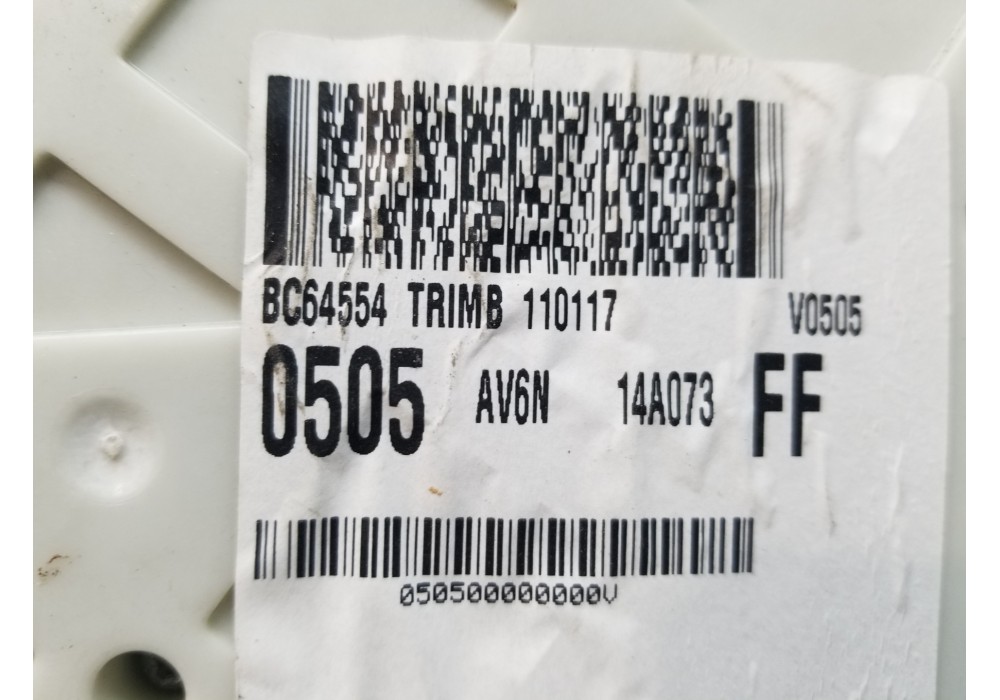 BC64554 TRIMB 110117 V0505
0505 AV6N 14A073 FF
050500000000V